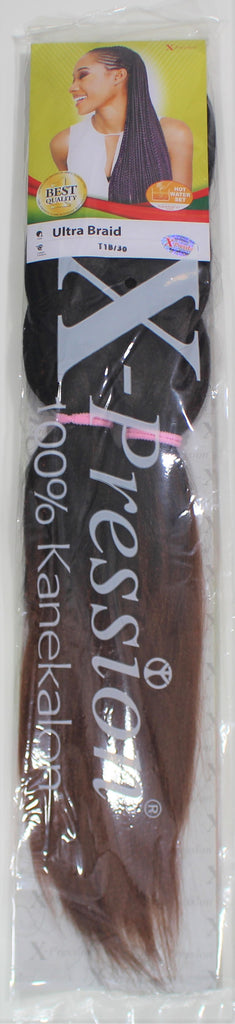 X-Pression
BEST
QUALITY
HOT
WATER
SET
Ultra Braid
T1B/30
X-Pression®
100% Kanekalon